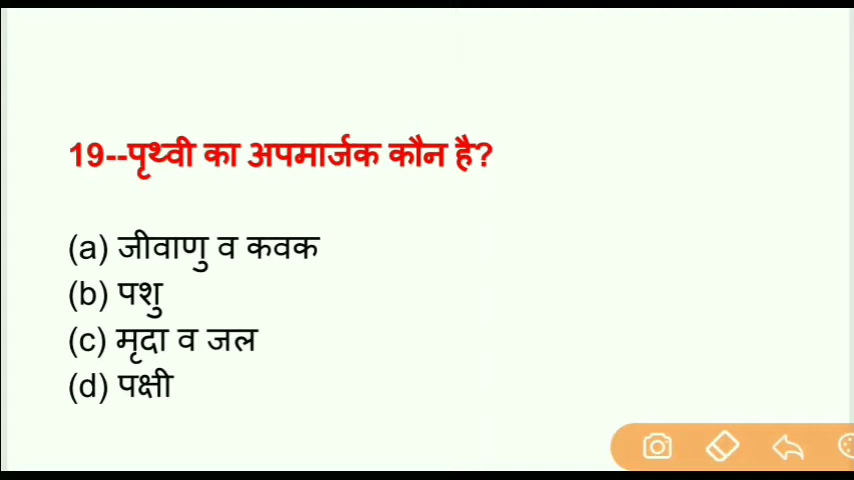 19--पृथ्वी का अपमार्जक कौन है?
(a) जीवाणु व कवक
(b) पशु
(c) मृदा व जल
(d) पक्षी